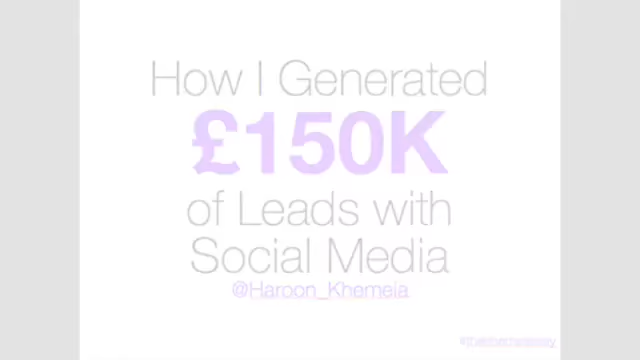 How I Generated
£150K
of Leads with
Social Media
@Haroon_Khemeia